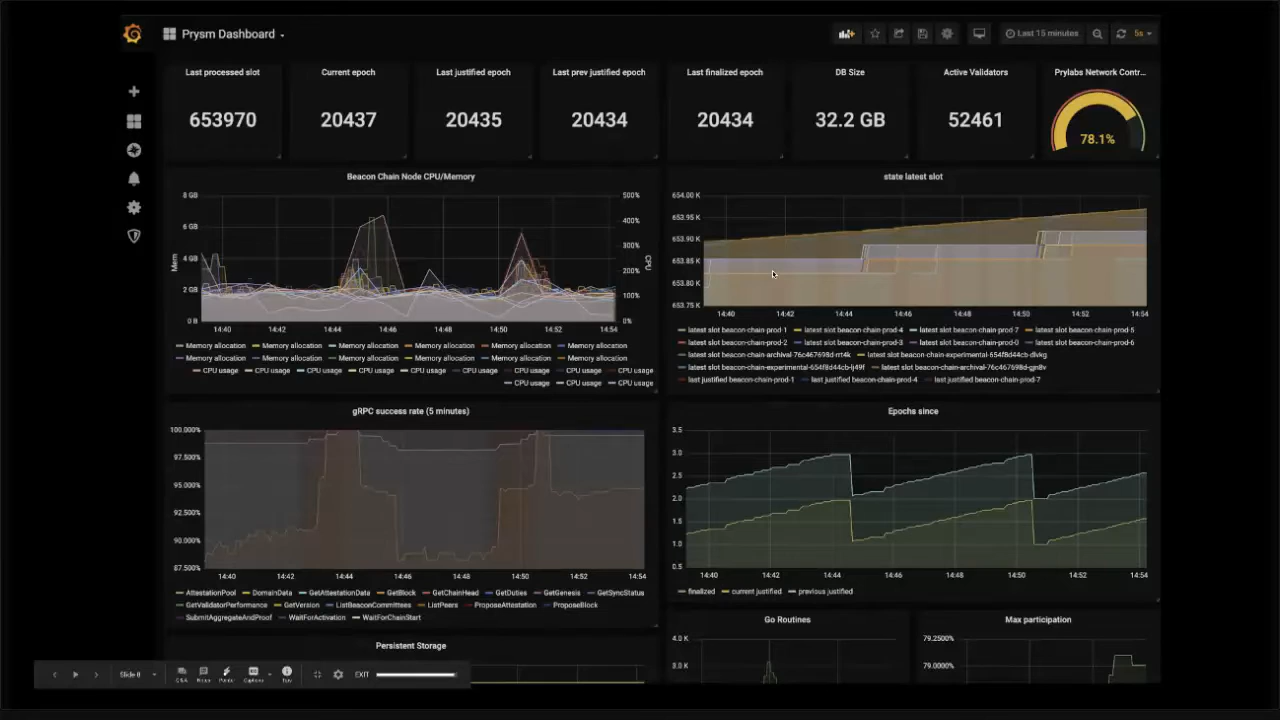 Prysm Dashboard
Last 15 minutes 5s
Last processed slot
653970
Current epoch
20437
Last justified epoch
20435
Last prev justified epoch
20434
Last finalized epoch
20434
DB Size
32.2 GB
Active Validators
52461
Prylabs Network Contr...
78.1%
Beacon Chain Node CPU/Memory
8 GB
6 GB
4 GB
2 GB
0 B
Mem
500%
400%
300%
200%
100%
0%
CPU
14:40 14:42 14:44 14:46 14:48 14:50 14:52 14:54
Memory allocation Memory allocation Memory allocation Memory allocation Memory allocation Memory allocation
Memory allocation Memory allocation Memory allocation Memory allocation Memory allocation Memory allocation
CPU usage CPU usage CPU usage CPU usage CPU usage CPU usage CPU usage CPU usage CPU usage
CPU usage CPU usage CPU usage
state latest slot
654.00 K
653.95 K
653.90 K
653.85 K
653.80 K
653.75 K
14:40 14:42 14:44 14:46 14:48 14:50 14:52 14:54
latest slot beacon-chain-prod-1 latest slot beacon-chain-prod-4 latest slot beacon-chain-prod-7 latest slot beacon-chain-prod-5
latest slot beacon-chain-prod-2 latest slot beacon-chain-prod-3 latest slot beacon-chain-prod-0 latest slot beacon-chain-prod-6
latest slot beacon-chain-archival-76c467698d-rrt4k latest slot beacon-chain-experimental-654f8d44cb-dlvkg
latest slot beacon-chain-experimental-654f8d44cb-lj49f latest slot beacon-chain-archival-76c467698d-gjn8v
last justified beacon-chain-prod-1 last justified beacon-chain-prod-4 last justified beacon-chain-prod-7
gRPC success rate (5 minutes)
100.000%
97.500%
95.000%
92.500%
90.000%
87.500%
14:40 14:42 14:44 14:46 14:48 14:50 14:52 14:54
AttestationPool DomainData GetAttestationData GetBlock GetChainHead GetDuties GetGenesis GetSyncStatus
GetValidatorPerformance GetVersion ListBeaconCommittees ListPeers ProposeAttestation ProposeBlock
SubmitAggregateAndProof WaitForActivation WaitForChainStart
Epochs since
3.5
3.0
2.5
2.0
1.5
1.0
0.5
14:40 14:42 14:44 14:46 14:48 14:50 14:52 14:54
finalized current justified previous justified
Persistent Storage
Go Routines
4.0 K
3.0 K
Max participation
79.2500%
79.0000%
Slide 8
Q&A Notes Pointer Captions
EXIT